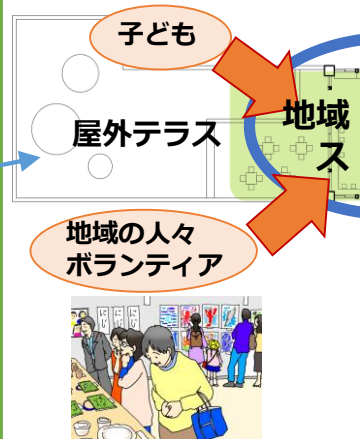 子ども
屋外テラス
地域
ス
地域の人々
ボランティア